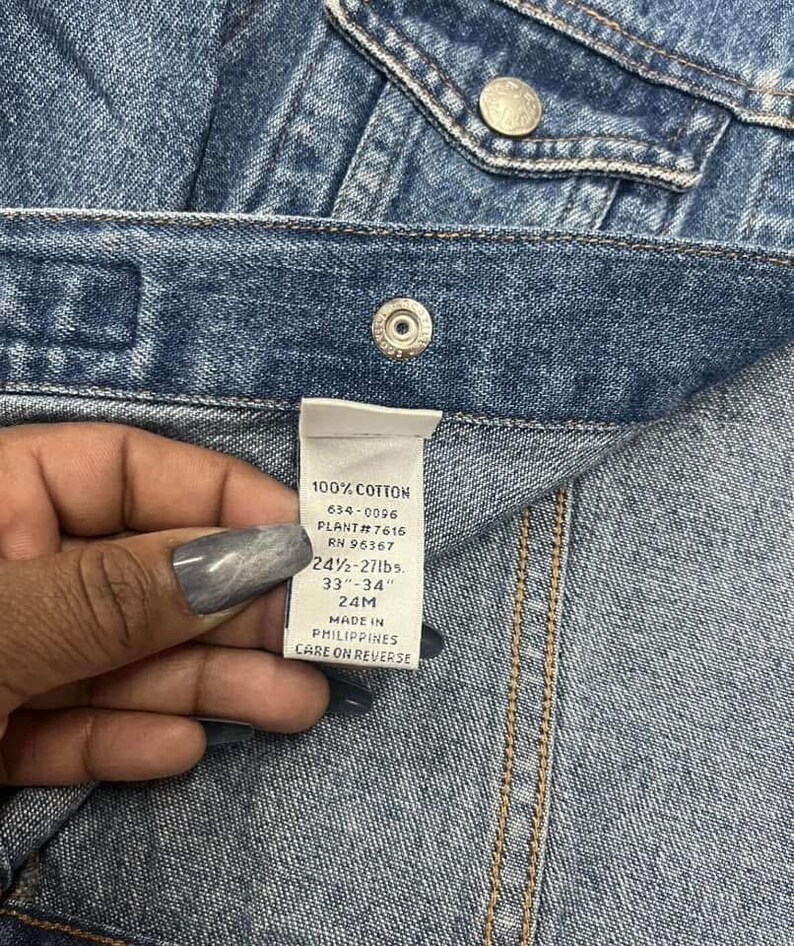 100% COTTON
634-0096
PLANT#7616
RN 96367
24½-27lbs.
33"-34"
24M
MADE IN
PHILIPPINES
CARE ON REVERSE